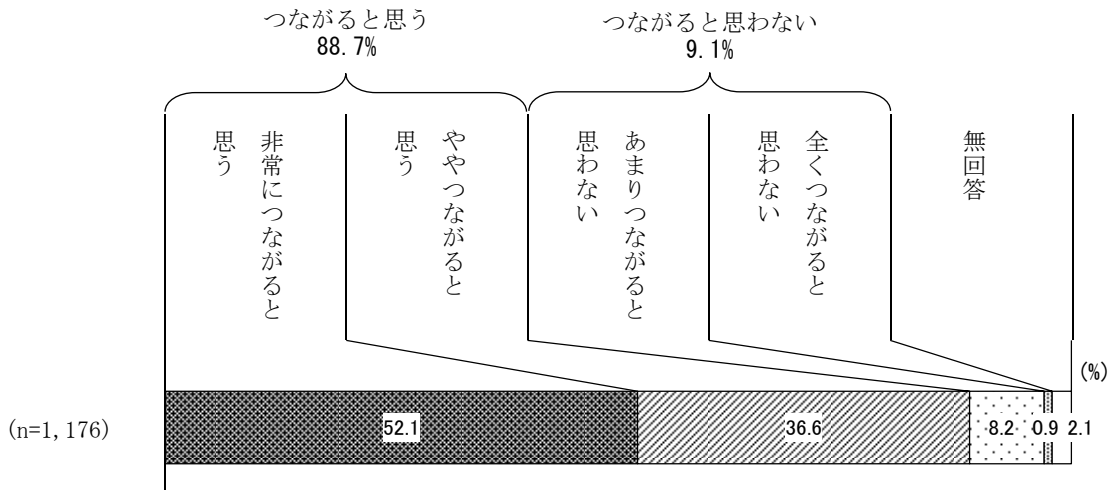 つながると思う
88.7%
つながると思わない
9.1%
非常につながると
思う
ややつながると
思う
あまりつながると
思わない
全くつながると
思わない
無回答
(%)
(n=1,176)
52.1
36.6
8.2
0.9
2.1